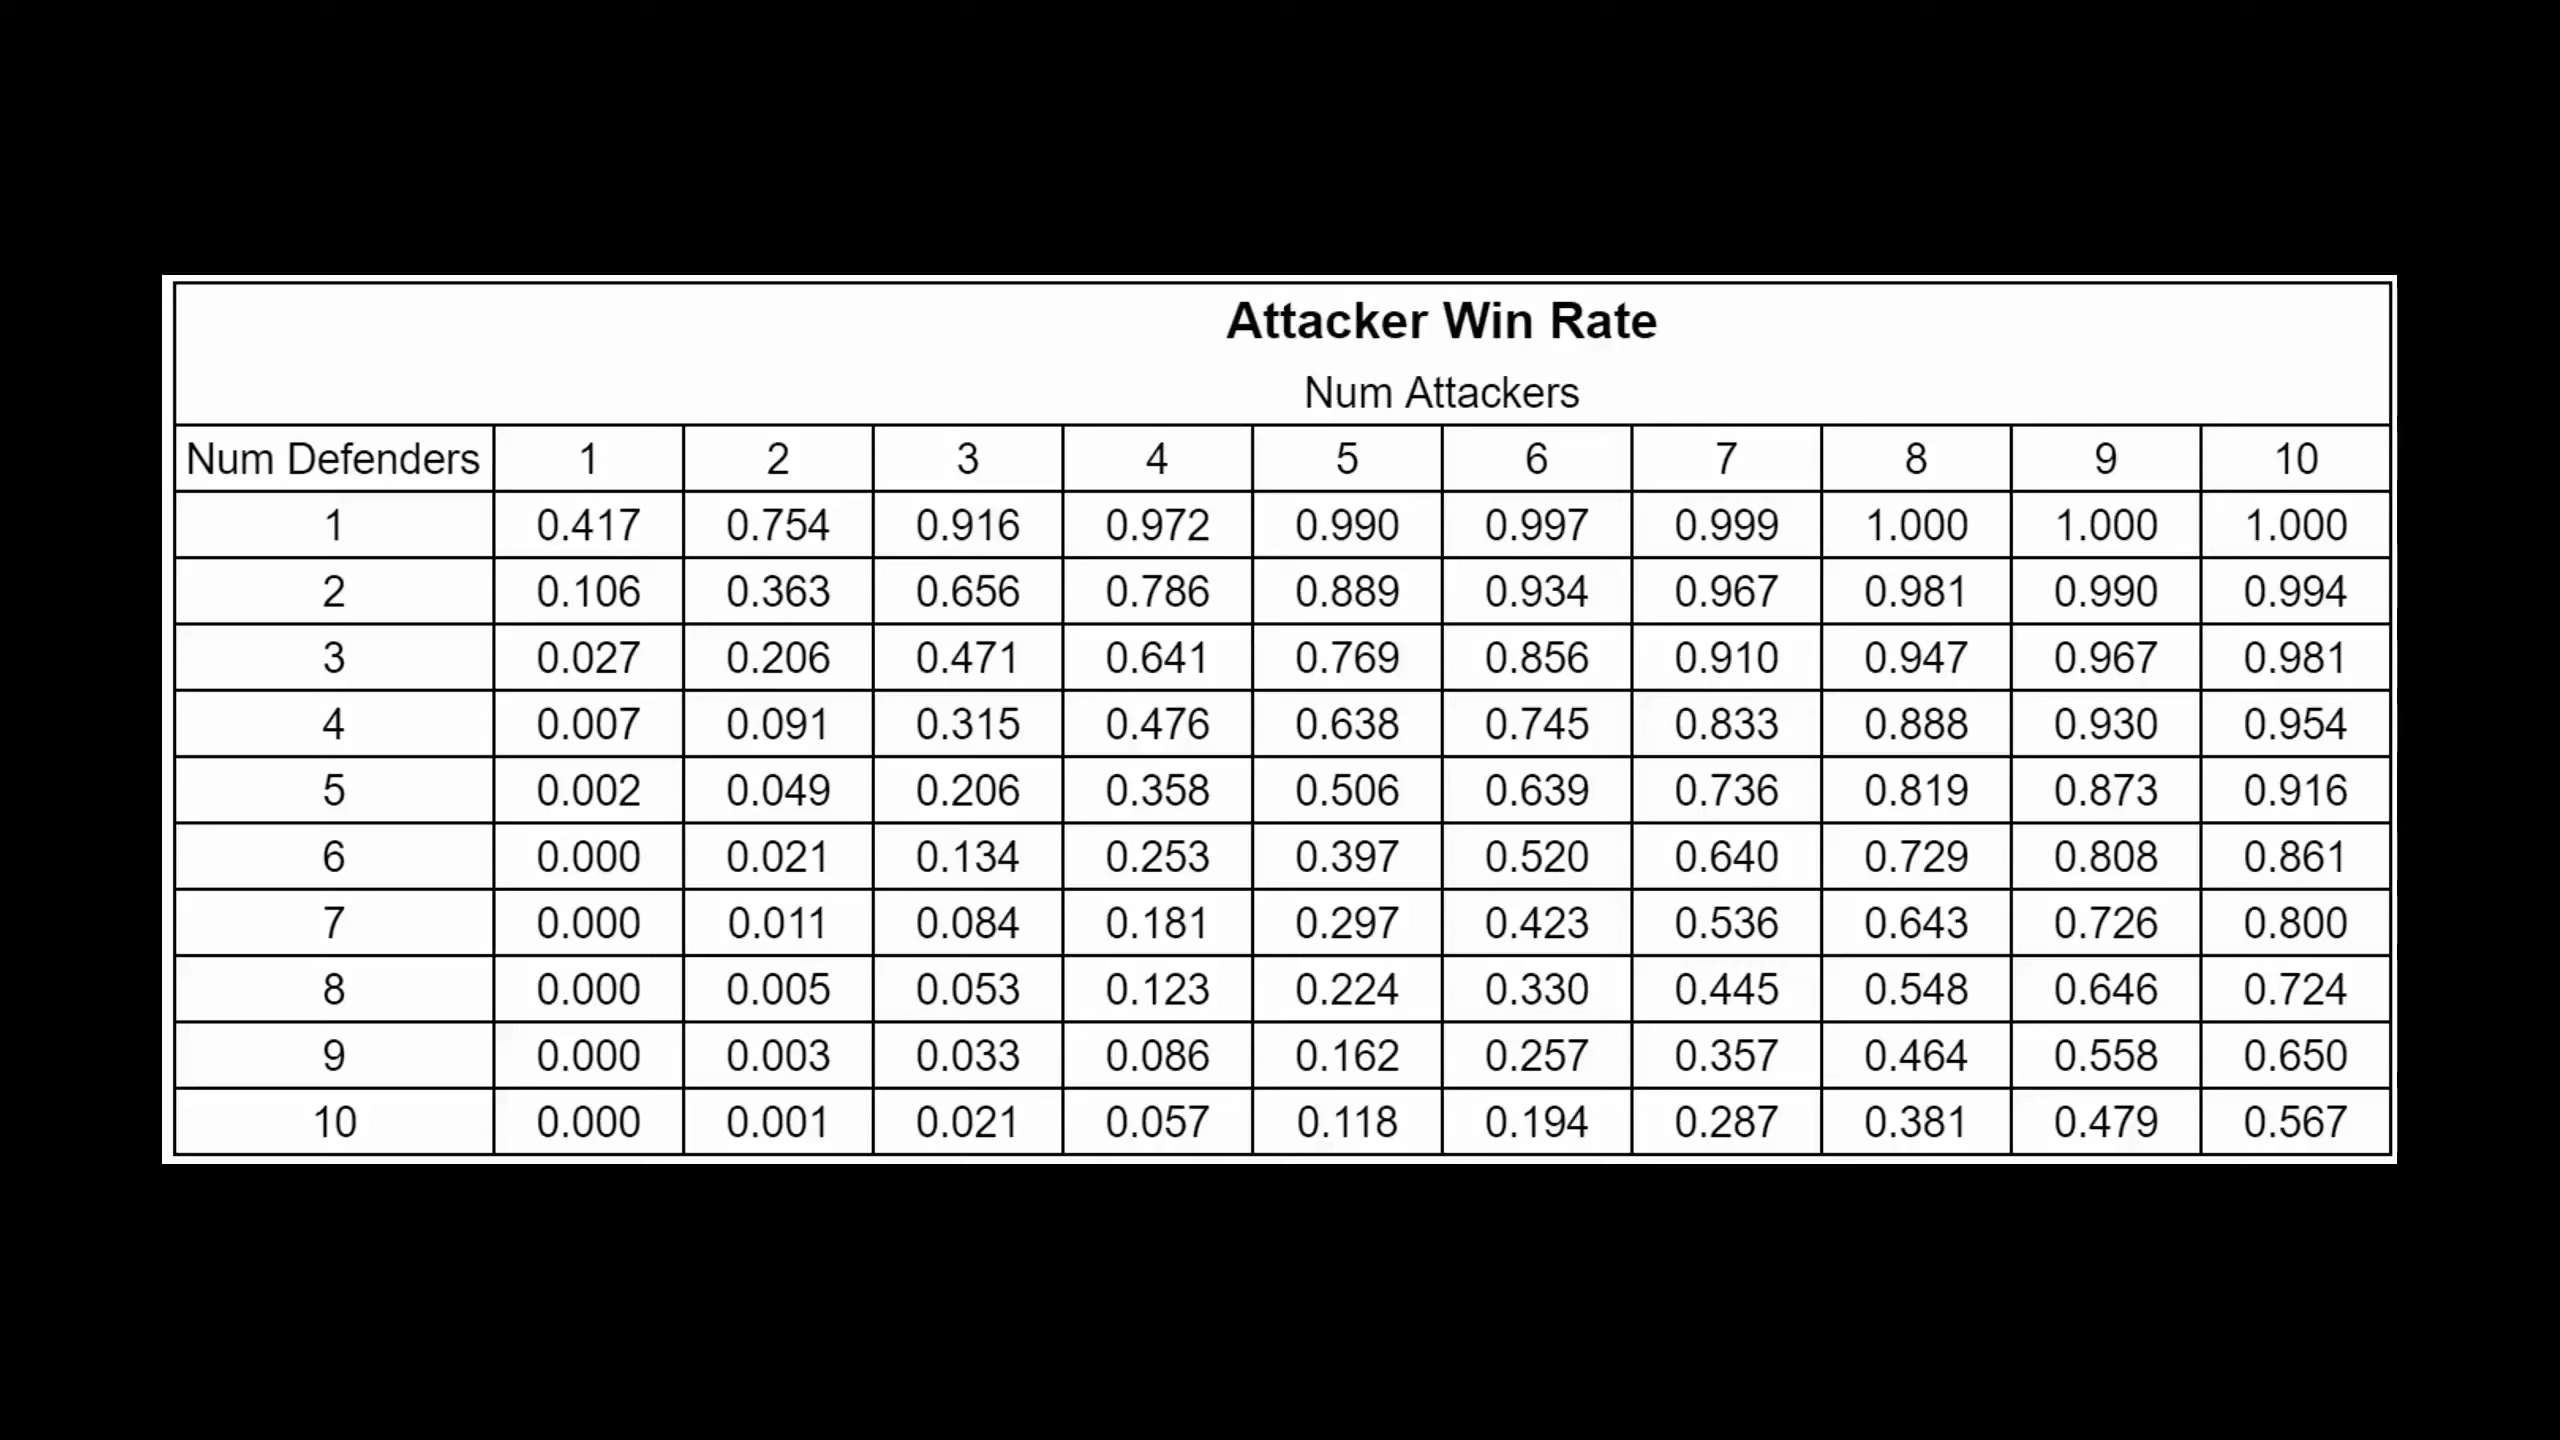 Attacker Win Rate
Num Attackers
Num Defenders 1 2 3 4 5 6 7 8 9 10
1 0.417 0.754 0.916 0.972 0.990 0.997 0.999 1.000 1.000 1.000
2 0.106 0.363 0.656 0.786 0.889 0.934 0.967 0.981 0.990 0.994
3 0.027 0.206 0.471 0.641 0.769 0.856 0.910 0.947 0.967 0.981
4 0.007 0.091 0.315 0.476 0.638 0.745 0.833 0.888 0.930 0.954
5 0.002 0.049 0.206 0.358 0.506 0.639 0.736 0.819 0.873 0.916
6 0.000 0.021 0.134 0.253 0.397 0.520 0.640 0.729 0.808 0.861
7 0.000 0.011 0.084 0.181 0.297 0.423 0.536 0.643 0.726 0.800
8 0.000 0.005 0.053 0.123 0.224 0.330 0.445 0.548 0.646 0.724
9 0.000 0.003 0.033 0.086 0.162 0.257 0.357 0.464 0.558 0.650
10 0.000 0.001 0.021 0.057 0.118 0.194 0.287 0.381 0.479 0.567